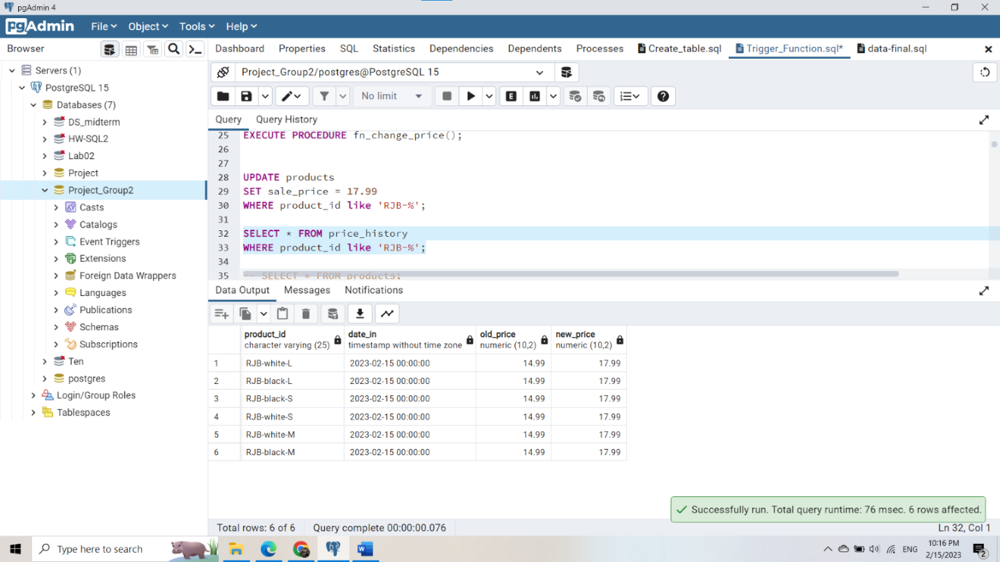 pgAdmin 4
pgAdmin File Object Tools Help
Browser
Dashboard Properties SQL Statistics Dependencies Dependents Processes Create_table.sql Trigger_Function.sql* data-final.sql
Servers (1)
PostgreSQL 15
Databases (7)
DS_midterm
HW-SQL2
Lab02
Project
Project_Group2
Casts
Catalogs
Event Triggers
Extensions
Foreign Data Wrappers
Languages
Publications
Schemas
Subscriptions
Ten
postgres
Login/Group Roles
Tablespaces
Project_Group2/postgres@PostgreSQL 15
No limit
E
Query Query History
25 EXECUTE PROCEDURE fn_change_price();
26
27
28 UPDATE products
29 SET sale_price = 17.99
30 WHERE product_id like 'RJB-%';
31
32 SELECT * FROM price_history
33 WHERE product_id like 'RJB-%';
34
35 -- SELECT * FROM products;
Data Output Messages Notifications
product_id date_in old_price new_price
character varying (25) timestamp without time zone numeric (10,2) numeric (10,2)
1 RJB-white-L 2023-02-15 00:00:00 14.99 17.99
2 RJB-black-L 2023-02-15 00:00:00 14.99 17.99
3 RJB-black-S 2023-02-15 00:00:00 14.99 17.99
4 RJB-white-S 2023-02-15 00:00:00 14.99 17.99
5 RJB-white-M 2023-02-15 00:00:00 14.99 17.99
6 RJB-black-M 2023-02-15 00:00:00 14.99 17.99
Successfully run. Total query runtime: 76 msec. 6 rows affected.
Total rows: 6 of 6 Query complete 00:00:00.076 Ln 32, Col 1
Type here to search
ENG
10:16 PM
2/15/2023
2